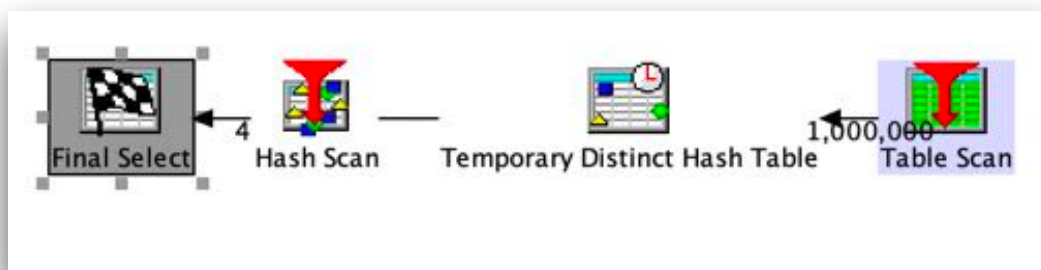 4
1,000,000
Final Select
Hash Scan
Temporary Distinct Hash Table
Table Scan